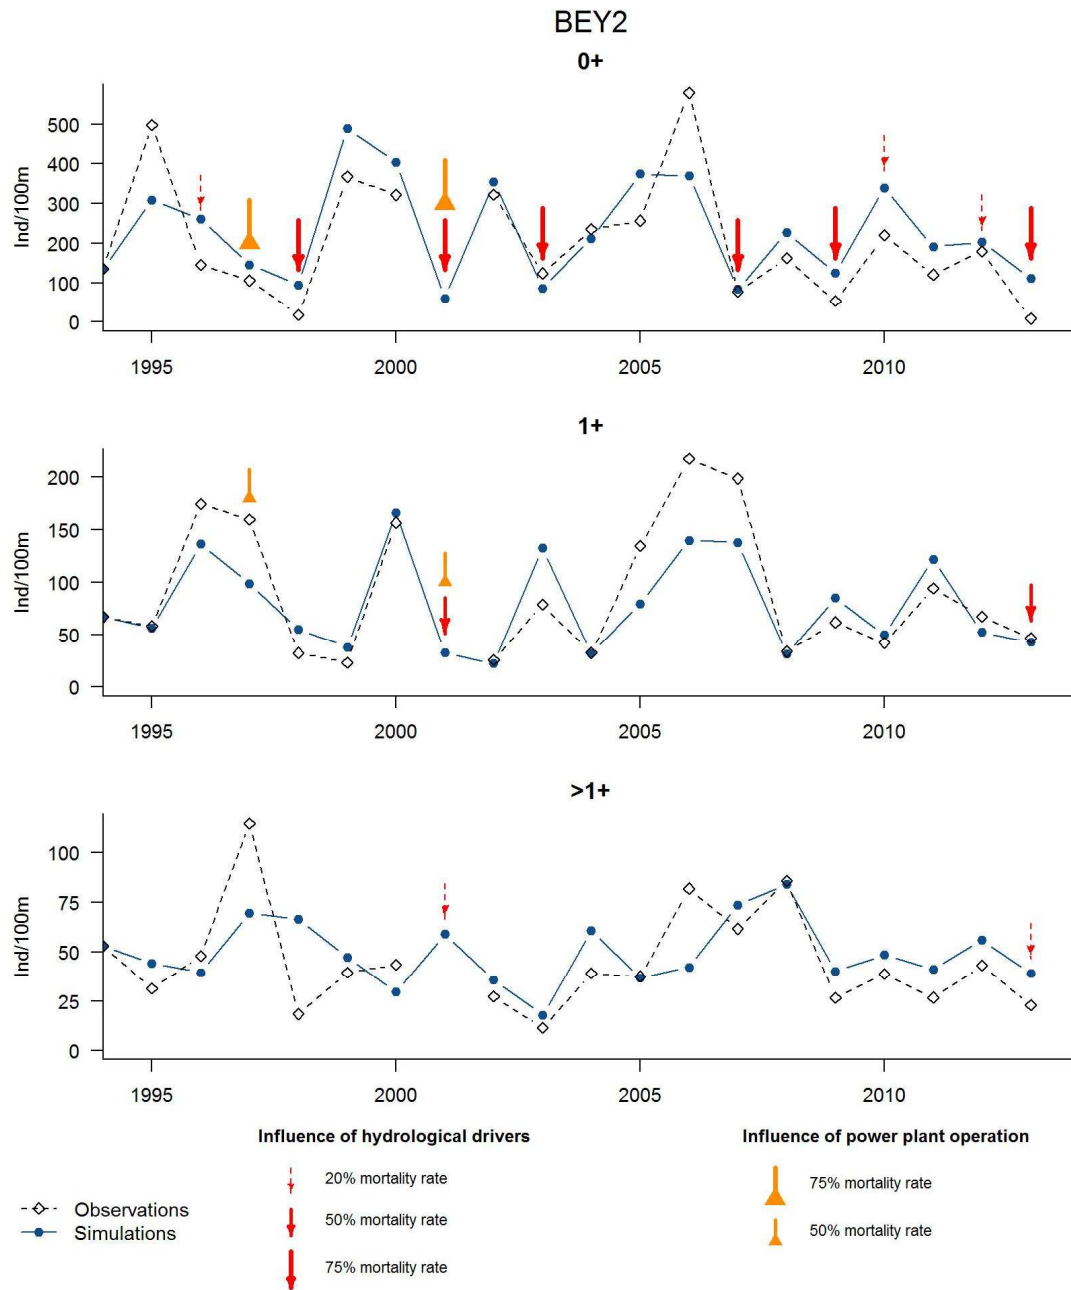 BEY2
0+
Ind/100m
500
400
300
200
100
0
1995 2000 2005 2010
1+
Ind/100m
200
150
100
50
0
1995 2000 2005 2010
>1+
Ind/100m
100
75
50
25
0
1995 2000 2005 2010
Observations
Simulations
Influence of hydrological drivers
20% mortality rate
50% mortality rate
75% mortality rate
Influence of power plant operation
75% mortality rate
50% mortality rate